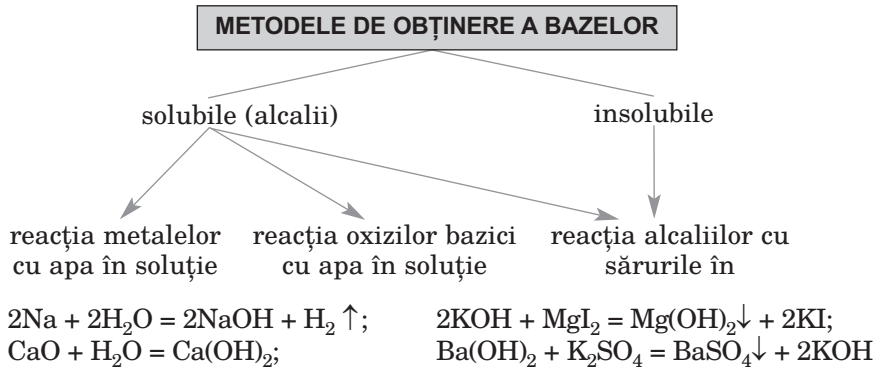 METODELE DE OBȚINERE A BAZELOR
solubile (alcalii)
insolubile
reacția metalelor
cu apa în soluție
reacția oxizilor bazici
cu apa în soluție
reacția alcaliilor cu
sărurile în
2Na + 2H₂O = 2NaOH + H₂ ↑;
CaO + H₂O = Ca(OH)₂;
2KOH + MgI₂ = Mg(OH)₂↓ + 2KI;
Ba(OH)₂ + K₂SO₄ = BaSO₄↓ + 2KOH